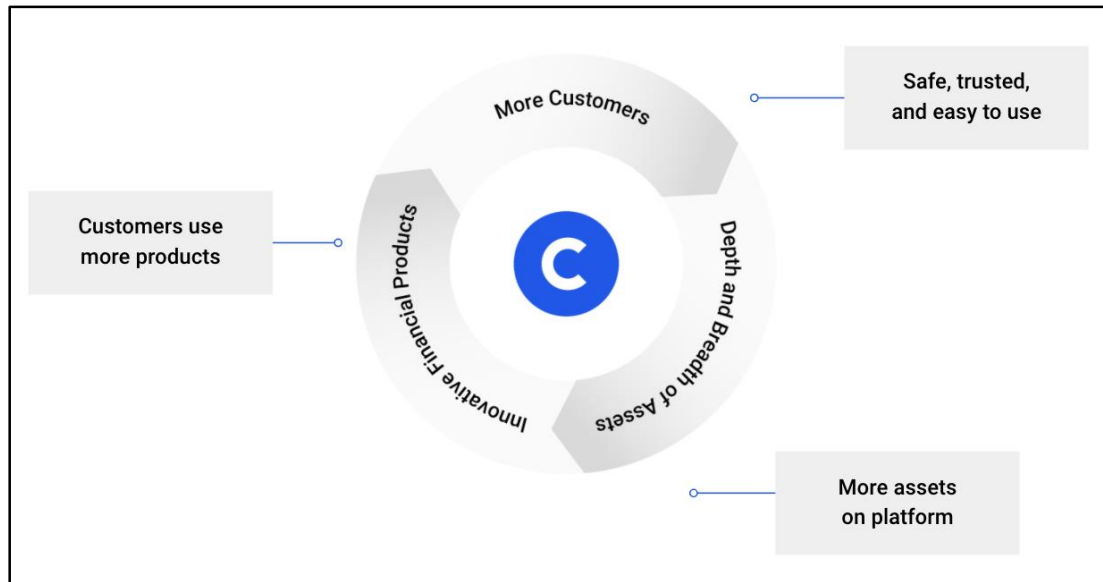 More Customers
Safe, trusted,
and easy to use
Customers use
more products
Depth and Breadth of Assets
Innovative Financial Products
More assets
on platform